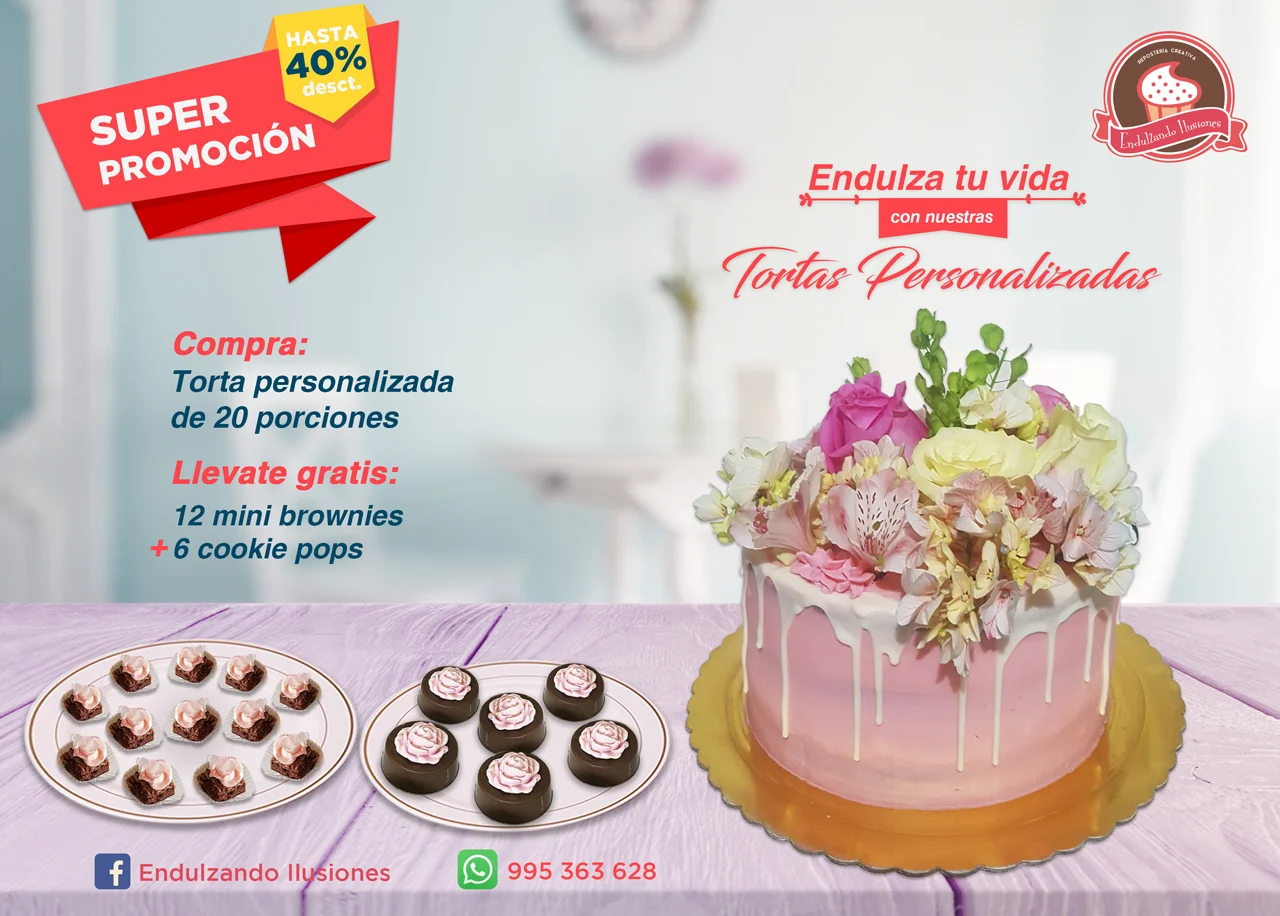 HASTA
40%
desct.
SUPER
PROMOCIÓN
REPOSTERÍA CREATIVA
Endulzando Ilusiones
Endulza tu vida
con nuestras
Tortas Personalizadas
Compra:
Torta personalizada
de 20 porciones
Llevate gratis:
12 mini brownies
+ 6 cookie pops
f Endulzando Ilusiones
995 363 628